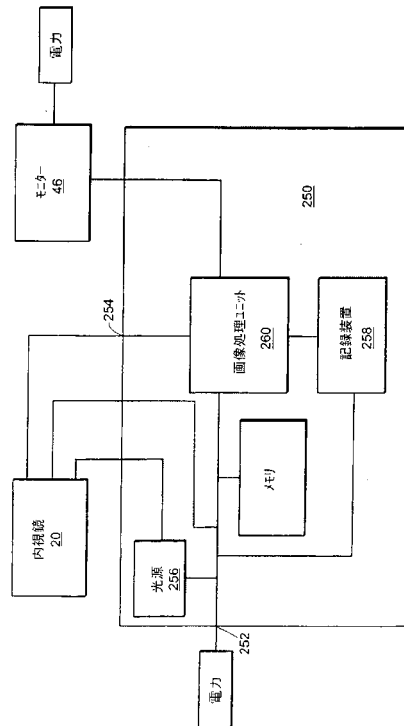 電力
モニター
46
250
254
画像処理ユニット
260
記録装置
258
内視鏡
20
メモリ
光源
256
252
電力